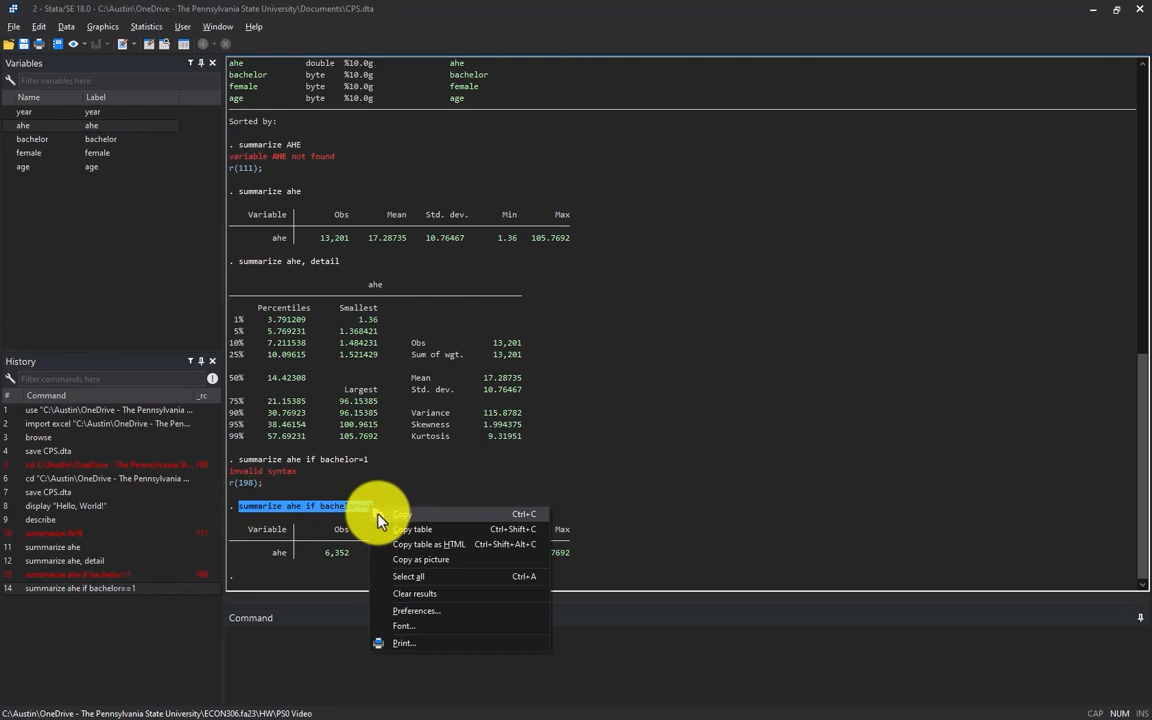 2 - Stata/SE 18.0 - C:\Austin\OneDrive - The Pennsylvania State University\Documents\CPS.dta
File Edit Data Graphics Statistics User Window Help
Variables
Filter variables here
Name Label
year year
ahe ahe
bachelor bachelor
female female
age age
History
Filter commands here
# Command _rc
1 use "C:\Austin\OneDrive - The Pennsylvania ...
2 import excel "C:\Austin\OneDrive - The Pen...
3 browse
4 save CPS.dta
5 cd C:\Austin\OneDrive - The Pennsylvania St... 198
6 cd "C:\Austin\OneDrive - The Pennsylvania ...
7 save CPS.dta
8 display "Hello, World!"
9 describe
10 summarize AHE 111
11 summarize ahe
12 summarize ahe, detail
13 summarize ahe if bachelor=1 198
14 summarize ahe if bachelor==1
ahe double %10.0g ahe
bachelor byte %10.0g bachelor
female byte %10.0g female
age byte %10.0g age
Sorted by:
. summarize AHE
variable AHE not found
r(111);
. summarize ahe
Variable Obs Mean Std. dev. Min Max
ahe 13,201 17.28735 10.76467 1.36 105.7692
. summarize ahe, detail
ahe
Percentiles Smallest
1% 3.791209 1.36
5% 5.769231 1.368421
10% 7.211538 1.484231 Obs 13,201
25% 10.09615 1.521429 Sum of wgt. 13,201
50% 14.42308 Mean 17.28735
Largest Std. dev. 10.76467
75% 21.15385 96.15385
90% 30.76923 96.15385 Variance 115.8782
95% 38.46154 100.9615 Skewness 1.994375
99% 57.69231 105.7692 Kurtosis 9.31951
. summarize ahe if bachelor=1
invalid syntax
r(198);
. summarize ahe if bachelor
Variable Obs Max
ahe 6,352 7692
.
Copy Ctrl+C
Copy table Ctrl+Shift+C
Copy table as HTML Ctrl+Shift+Alt+C
Copy as picture
Select all Ctrl+A
Clear results
Preferences...
Font...
Print...
Command
C:\Austin\OneDrive - The Pennsylvania State University\ECON306.fa23\HW\PS0 Video
CAP NUM INS